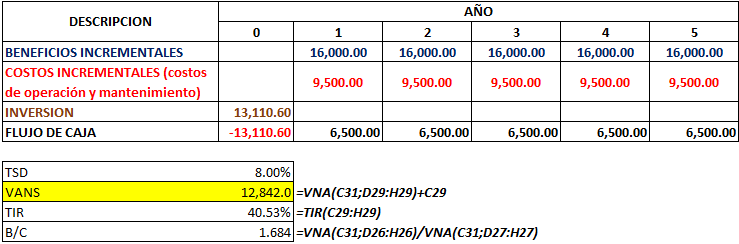 DESCRIPCION AÑO
0 1 2 3 4 5
BENEFICIOS INCREMENTALES 16,000.00 16,000.00 16,000.00 16,000.00 16,000.00
COSTOS INCREMENTALES (costos
de operación y mantenimiento) 9,500.00 9,500.00 9,500.00 9,500.00 9,500.00
INVERSION 13,110.60
FLUJO DE CAJA -13,110.60 6,500.00 6,500.00 6,500.00 6,500.00 6,500.00
TSD 8.00%
VANS 12,842.0 =VNA(C31;D29:H29)+C29
TIR 40.53% =TIR(C29:H29)
B/C 1.684 =VNA(C31;D26:H26)/VNA(C31;D27:H27)